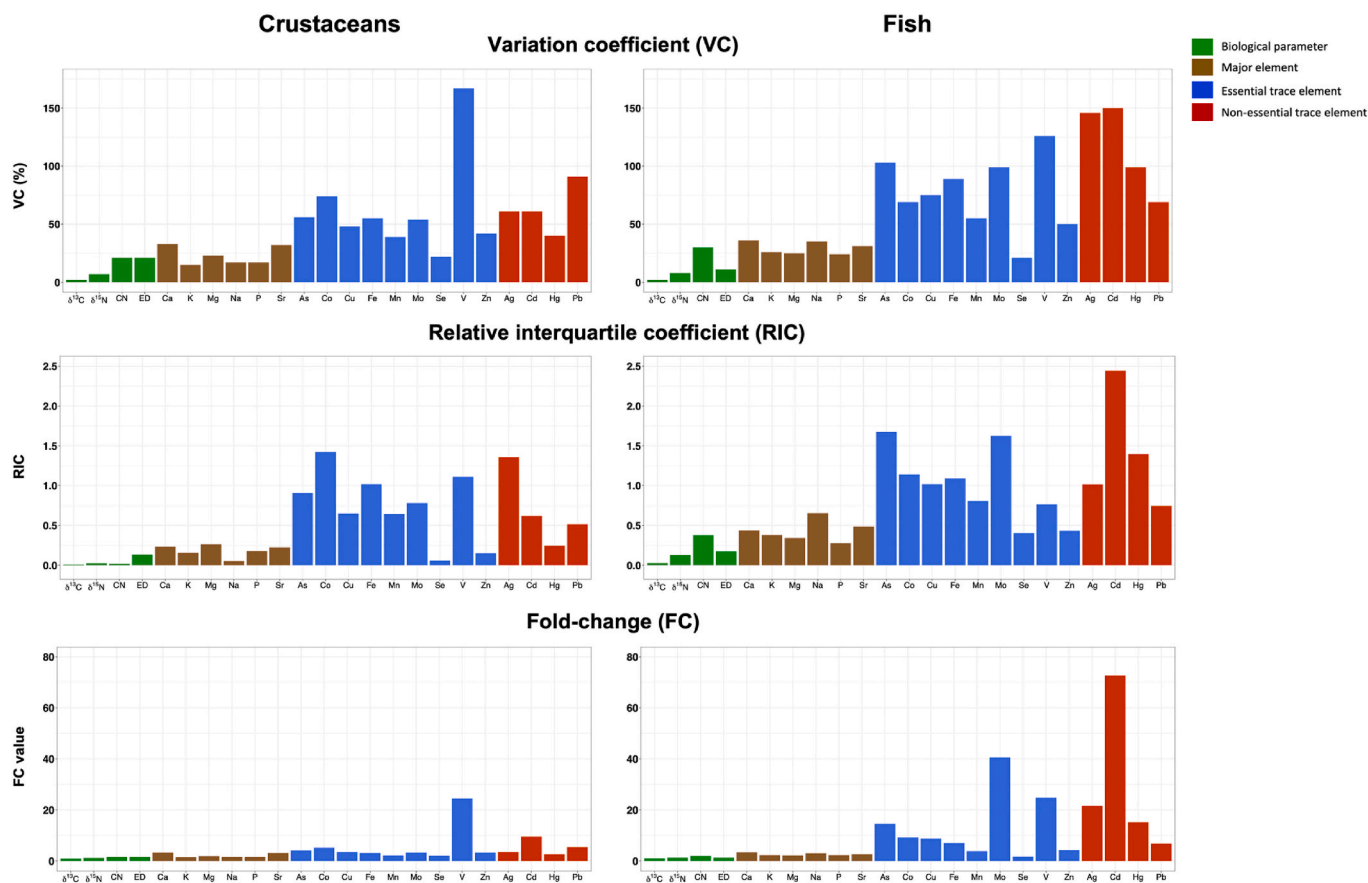 Crustaceans
Fish
Variation coefficient (VC)
Biological parameter
Major element
Essential trace element
Non-essential trace element
VC (%)
150
100
50
0
δ¹³C δ¹⁵N CN ED Ca K Mg Na P Sr As Co Cu Fe Mn Mo Se V Zn Ag Cd Hg Pb
150
100
50
0
δ¹³C δ¹⁵N CN ED Ca K Mg Na P Sr As Co Cu Fe Mn Mo Se V Zn Ag Cd Hg Pb
Relative interquartile coefficient (RIC)
RIC
2.5
2.0
1.5
1.0
0.5
0.0
δ¹³C δ¹⁵N CN ED Ca K Mg Na P Sr As Co Cu Fe Mn Mo Se V Zn Ag Cd Hg Pb
2.5
2.0
1.5
1.0
0.5
0.0
δ¹³C δ¹⁵N CN ED Ca K Mg Na P Sr As Co Cu Fe Mn Mo Se V Zn Ag Cd Hg Pb
Fold-change (FC)
FC value
80
60
40
20
0
δ¹³C δ¹⁵N CN ED Ca K Mg Na P Sr As Co Cu Fe Mn Mo Se V Zn Ag Cd Hg Pb
80
60
40
20
0
δ¹³C δ¹⁵N CN ED Ca K Mg Na P Sr As Co Cu Fe Mn Mo Se V Zn Ag Cd Hg Pb